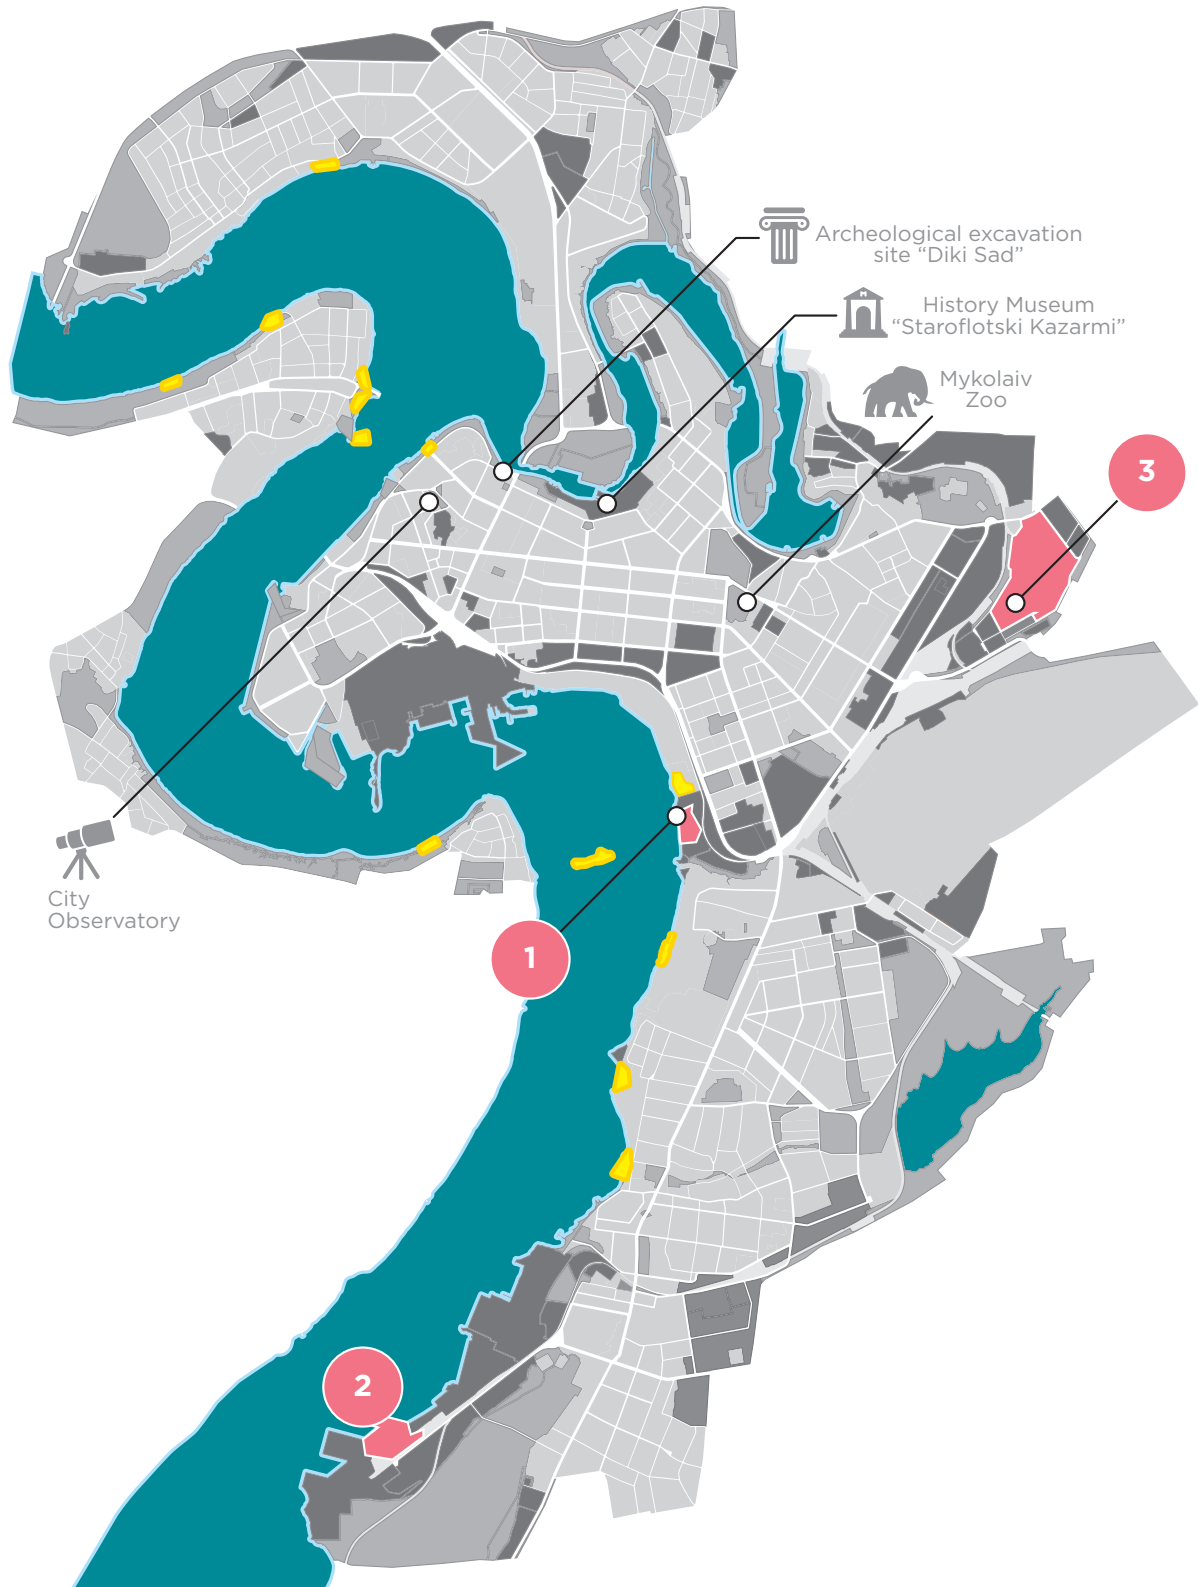 Archeological excavation
site “Diki Sad”
History Museum
“Staroflotski Kazarmi”
Mykolaiv
Zoo
3
City
Observatory
1
2